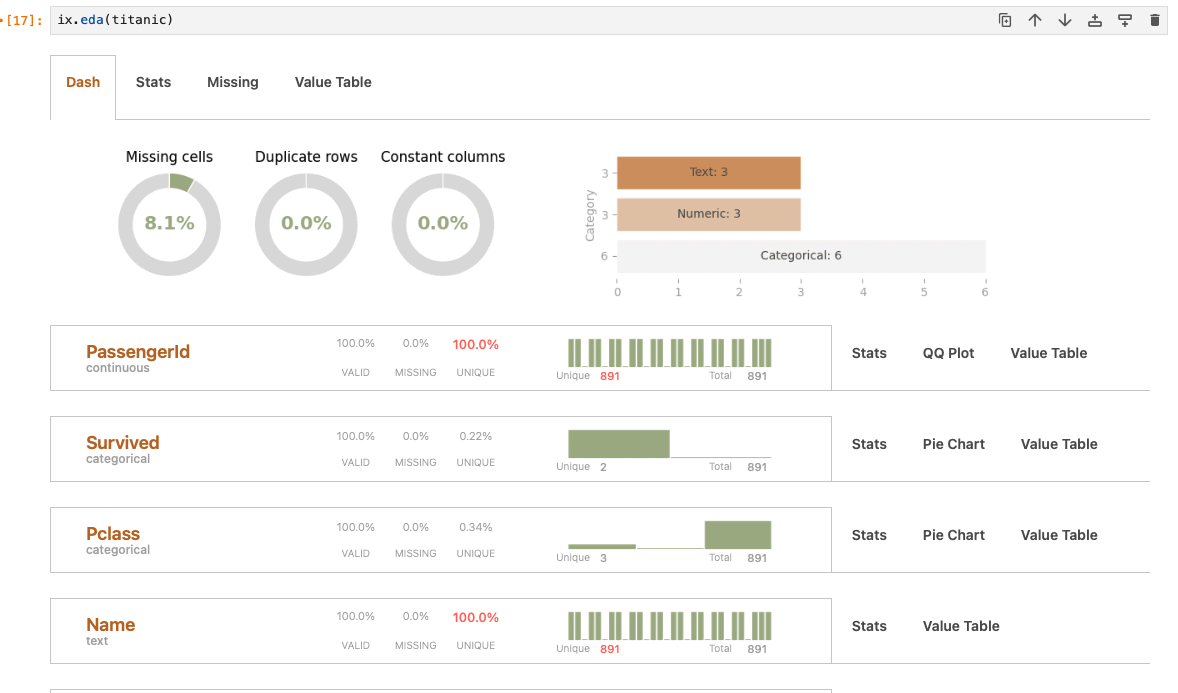 [17]: ix.eda(titanic)
Dash Stats Missing Value Table
Missing cells Duplicate rows Constant columns
8.1% 0.0% 0.0%
Category
3 Text: 3
3 Numeric: 3
6 Categorical: 6
0 1 2 3 4 5 6
PassengerId
continuous
100.0% 0.0% 100.0%
VALID MISSING UNIQUE
Unique 891 Total 891
Stats QQ Plot Value Table
Survived
categorical
100.0% 0.0% 0.22%
VALID MISSING UNIQUE
Unique 2 Total 891
Stats Pie Chart Value Table
Pclass
categorical
100.0% 0.0% 0.34%
VALID MISSING UNIQUE
Unique 3 Total 891
Stats Pie Chart Value Table
Name
text
100.0% 0.0% 100.0%
VALID MISSING UNIQUE
Unique 891 Total 891
Stats Value Table